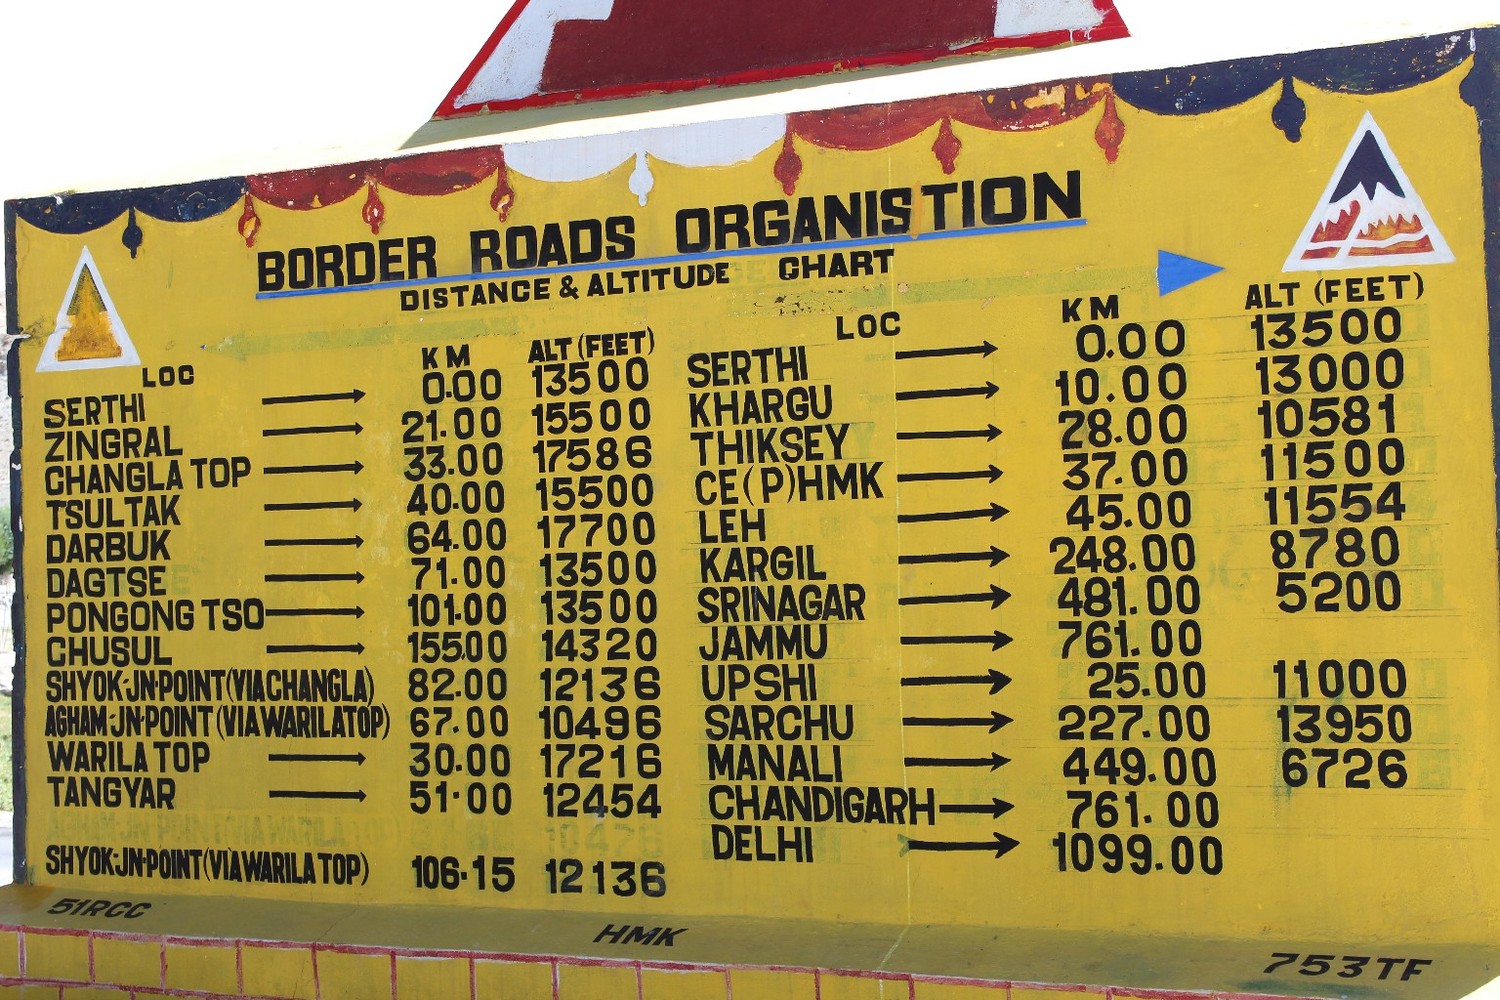 BORDER ROADS ORGANISTION
DISTANCE & ALTITUDE CHART
LOC KM ALT (FEET)
SERTHI 0.00 13500
ZINGRAL 21.00 15500
CHANGLA TOP 33.00 17586
TSULTAK 40.00 15500
DARBUK 64.00 17700
DAGTSE 71.00 13500
PONGONG TSO 101.00 13500
CHUSUL 155.00 14320
SHYOK-JN-POINT(VIA CHANGLA) 82.00 12136
AGHAM-JN-POINT (VIA WARILA TOP) 67.00 10496
WARILA TOP 30.00 17216
TANGYAR 51.00 12454
SHYOK-JN-POINT(VIA WARILA TOP) 106.15 12136
LOC KM ALT (FEET)
SERTHI 0.00 13500
KHARGU 10.00 13000
THIKSEY 28.00 10581
CE(P)HMK 37.00 11500
LEH 45.00 11554
KARGIL 248.00 8780
SRINAGAR 481.00 5200
JAMMU 761.00
UPSHI 25.00 11000
SARCHU 227.00 13950
MANALI 449.00 6726
CHANDIGARH 761.00
DELHI 1099.00
51RCC HMK 753TF